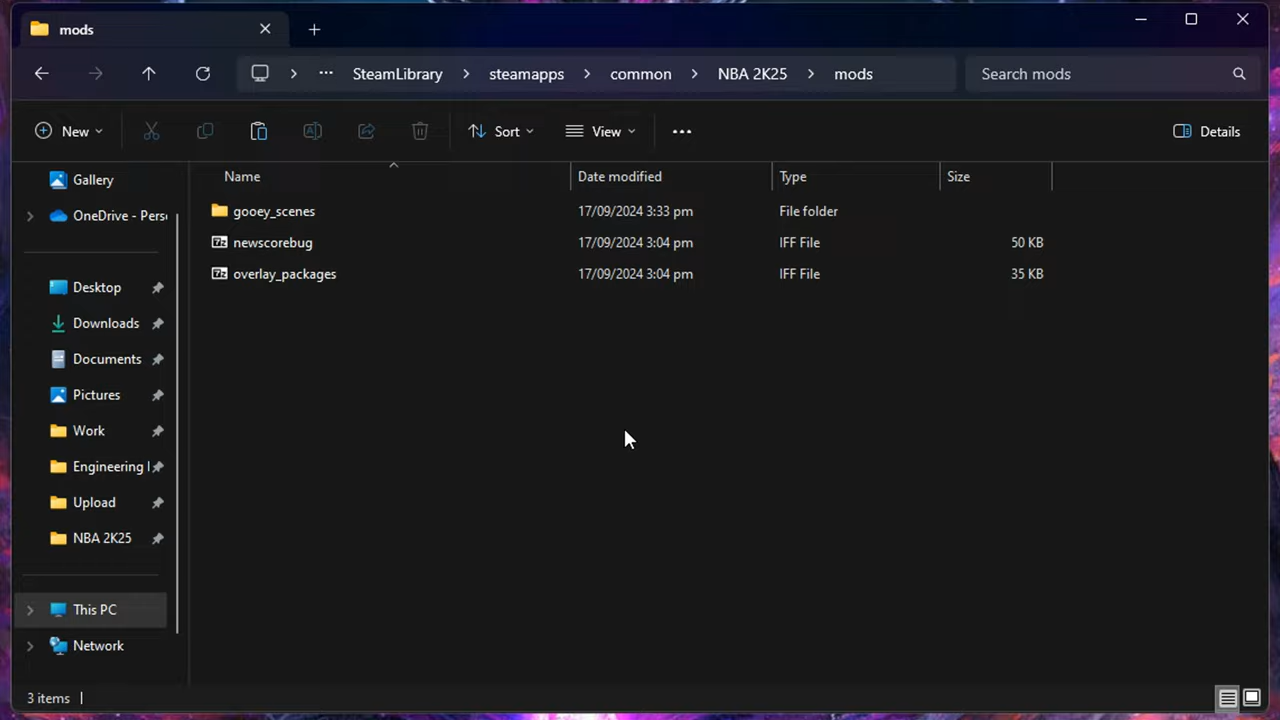 mods
SteamLibrary > steamapps > common > NBA 2K25 > mods
Search mods
New
Sort
View
Details
Name Date modified Type Size
gooey_scenes 17/09/2024 3:33 pm File folder
newscorebug 17/09/2024 3:04 pm IFF File 50 KB
overlay_packages 17/09/2024 3:04 pm IFF File 35 KB
Gallery
OneDrive - Pers
Desktop
Downloads
Documents
Pictures
Work
Engineering
Upload
NBA 2K25
This PC
Network
3 items